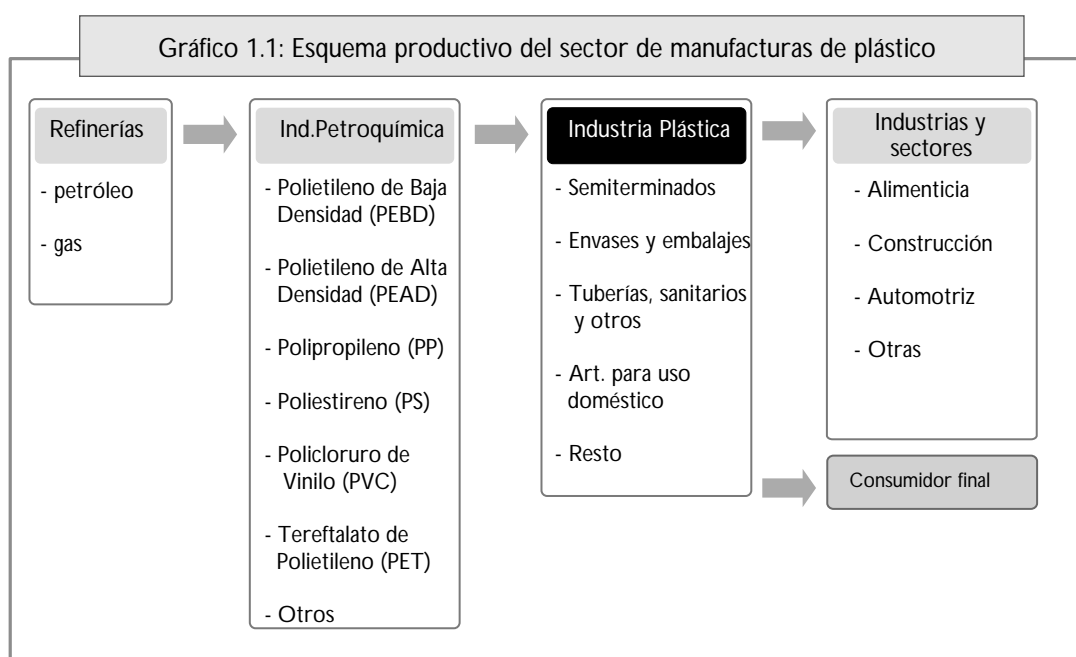 Gráfico 1.1: Esquema productivo del sector de manufacturas de plástico
Refinerías
- petróleo
- gas
Ind.Petroquímica
- Polietileno de Baja
Densidad (PEBD)
- Polietileno de Alta
Densidad (PEAD)
- Polipropileno (PP)
- Poliestireno (PS)
- Policloruro de
Vinilo (PVC)
- Tereftalato de
Polietileno (PET)
- Otros
Industria Plástica
- Semiterminados
- Envases y embalajes
- Tuberías, sanitarios
y otros
- Art. para uso
doméstico
- Resto
Industrias y
sectores
- Alimenticia
- Construcción
- Automotriz
- Otras
Consumidor final